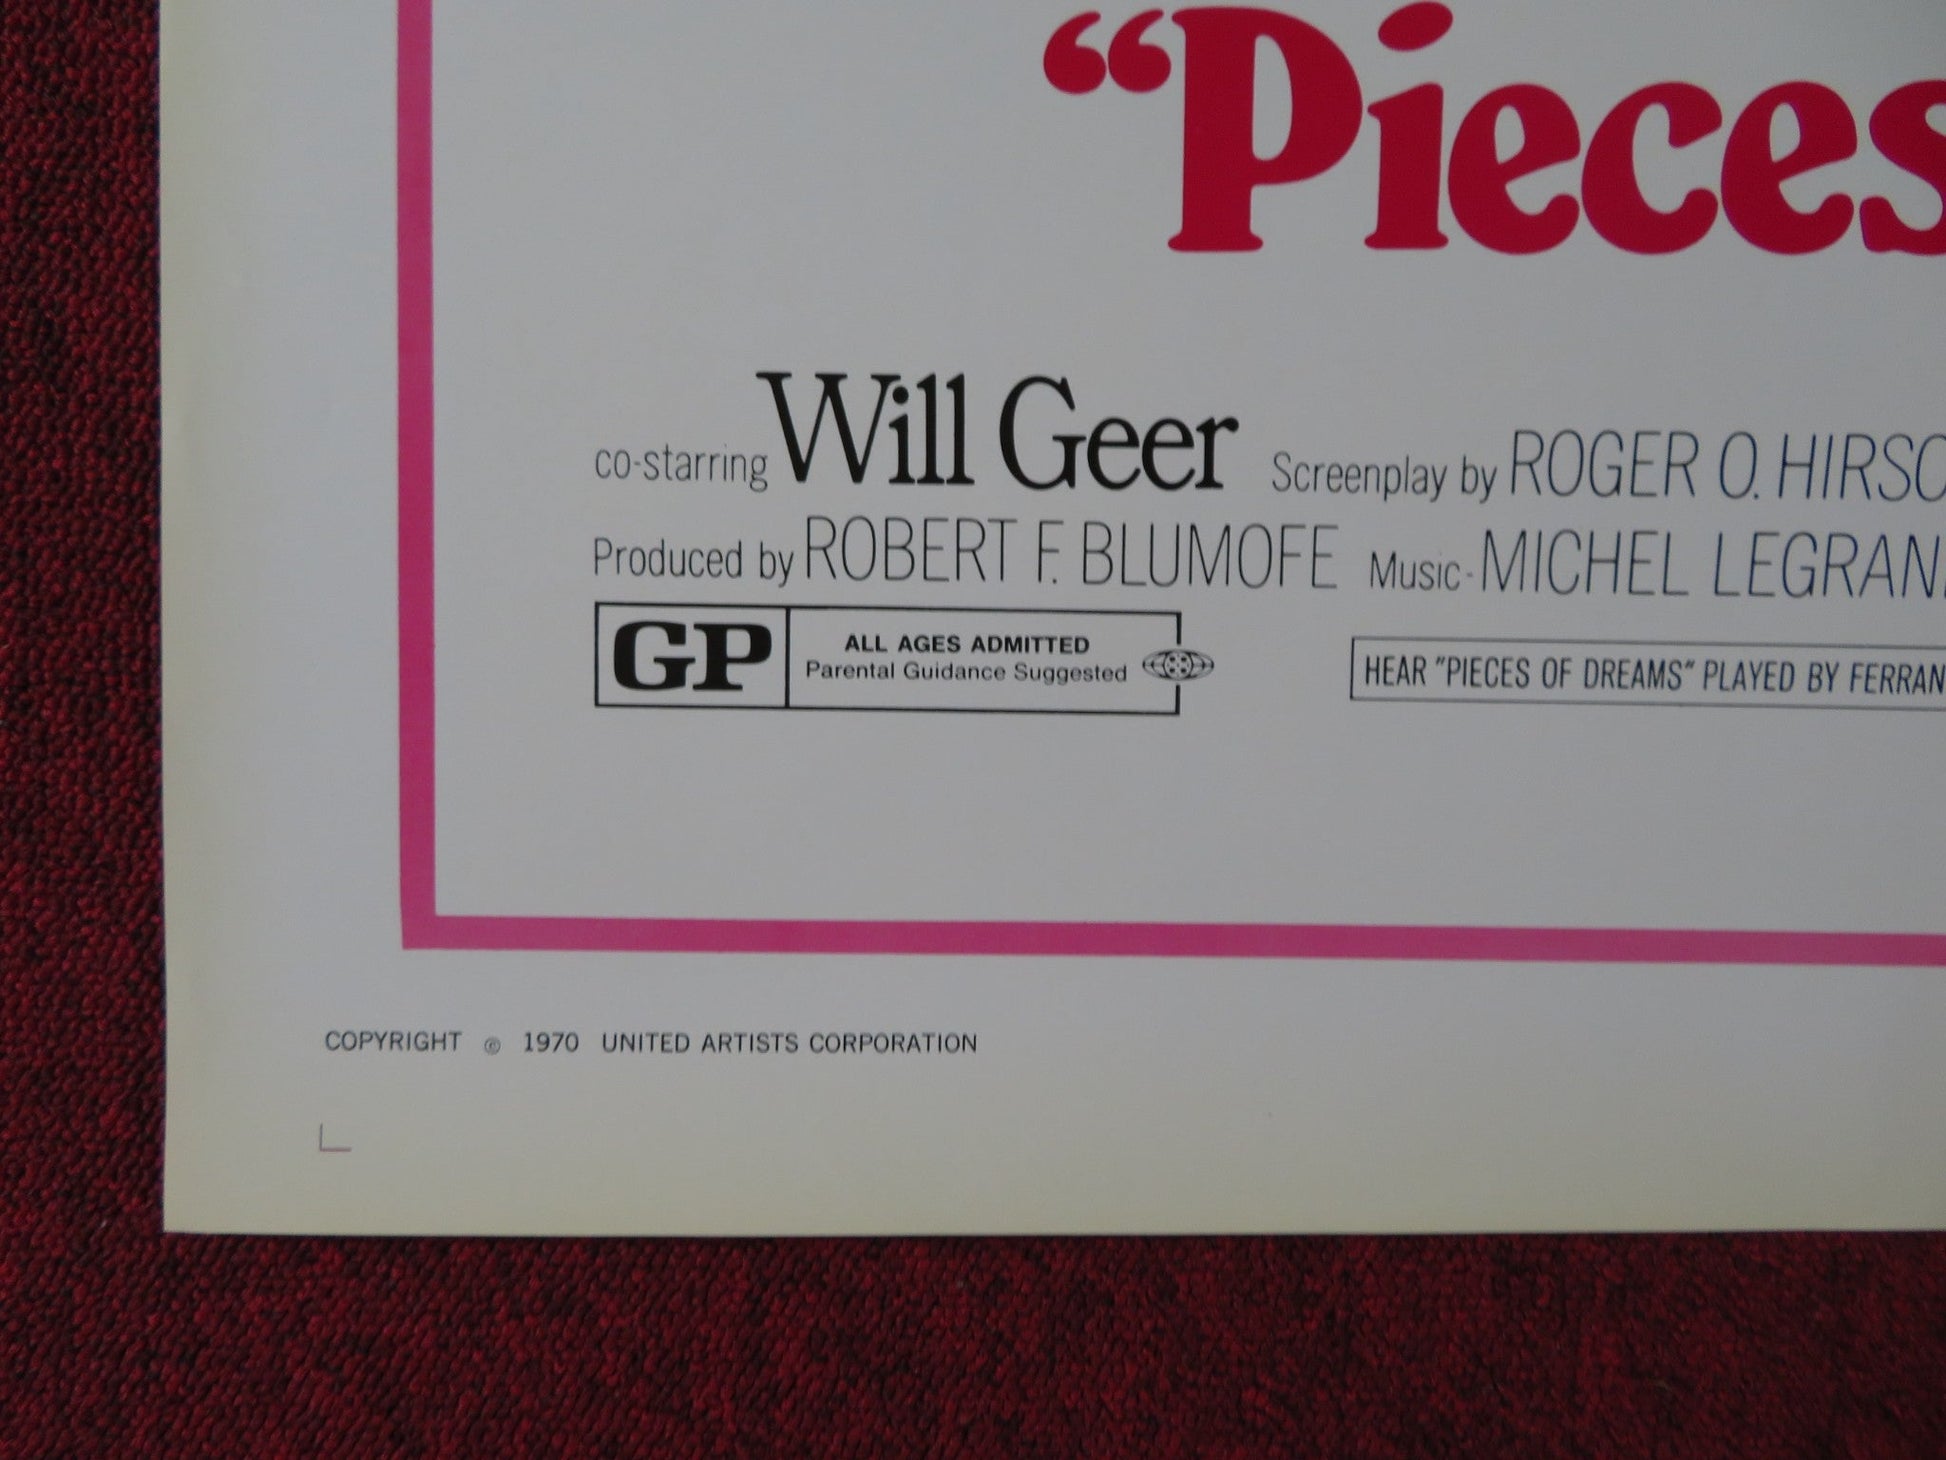 “Pieces
co-starring Will Geer Screenplay by ROGER O. HIRSC
Produced by ROBERT F. BLUMOFE Music - MICHEL LEGRAN
GP ALL AGES ADMITTED
Parental Guidance Suggested
HEAR "PIECES OF DREAMS" PLAYED BY FERRAN
COPYRIGHT © 1970 UNITED ARTISTS CORPORATION